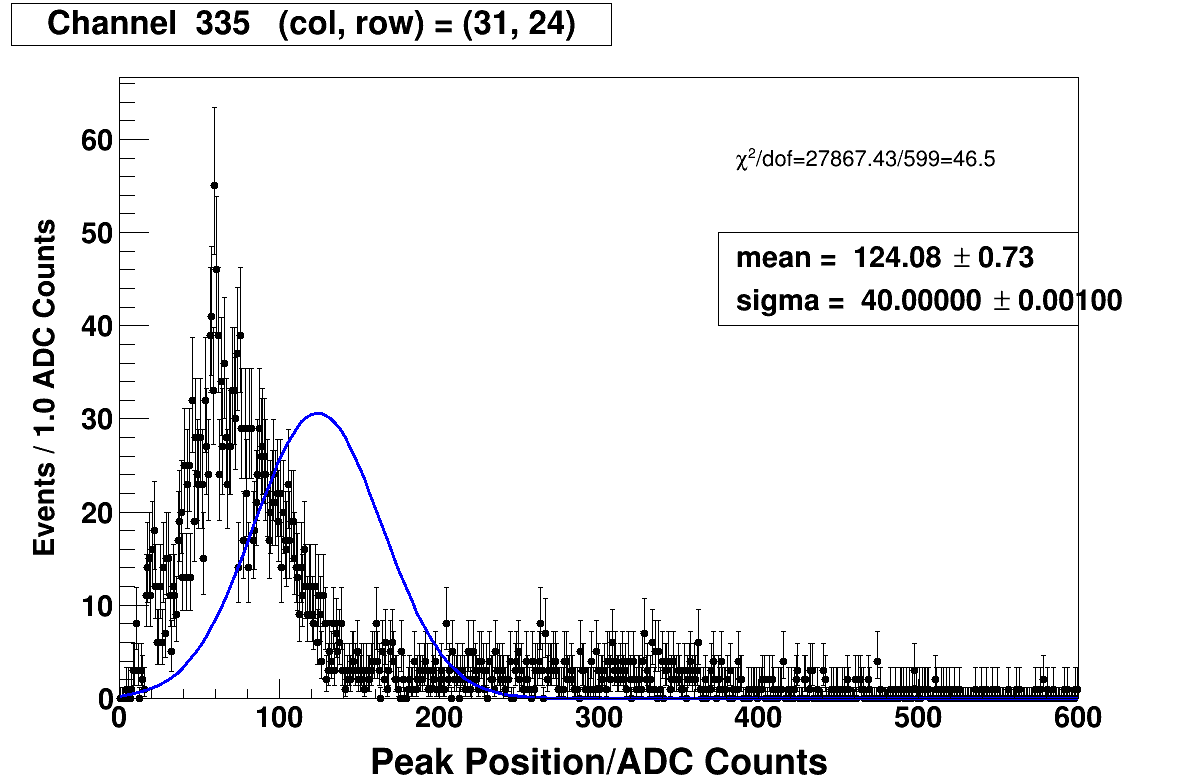 Channel 335 (col, row) = (31, 24)
χ²/dof=27867.43/599=46.5
mean = 124.08 ± 0.73
sigma = 40.00000 ± 0.00100
Events / 1.0 ADC Counts
60
50
40
30
20
10
0
0 100 200 300 400 500 600
Peak Position/ADC Counts